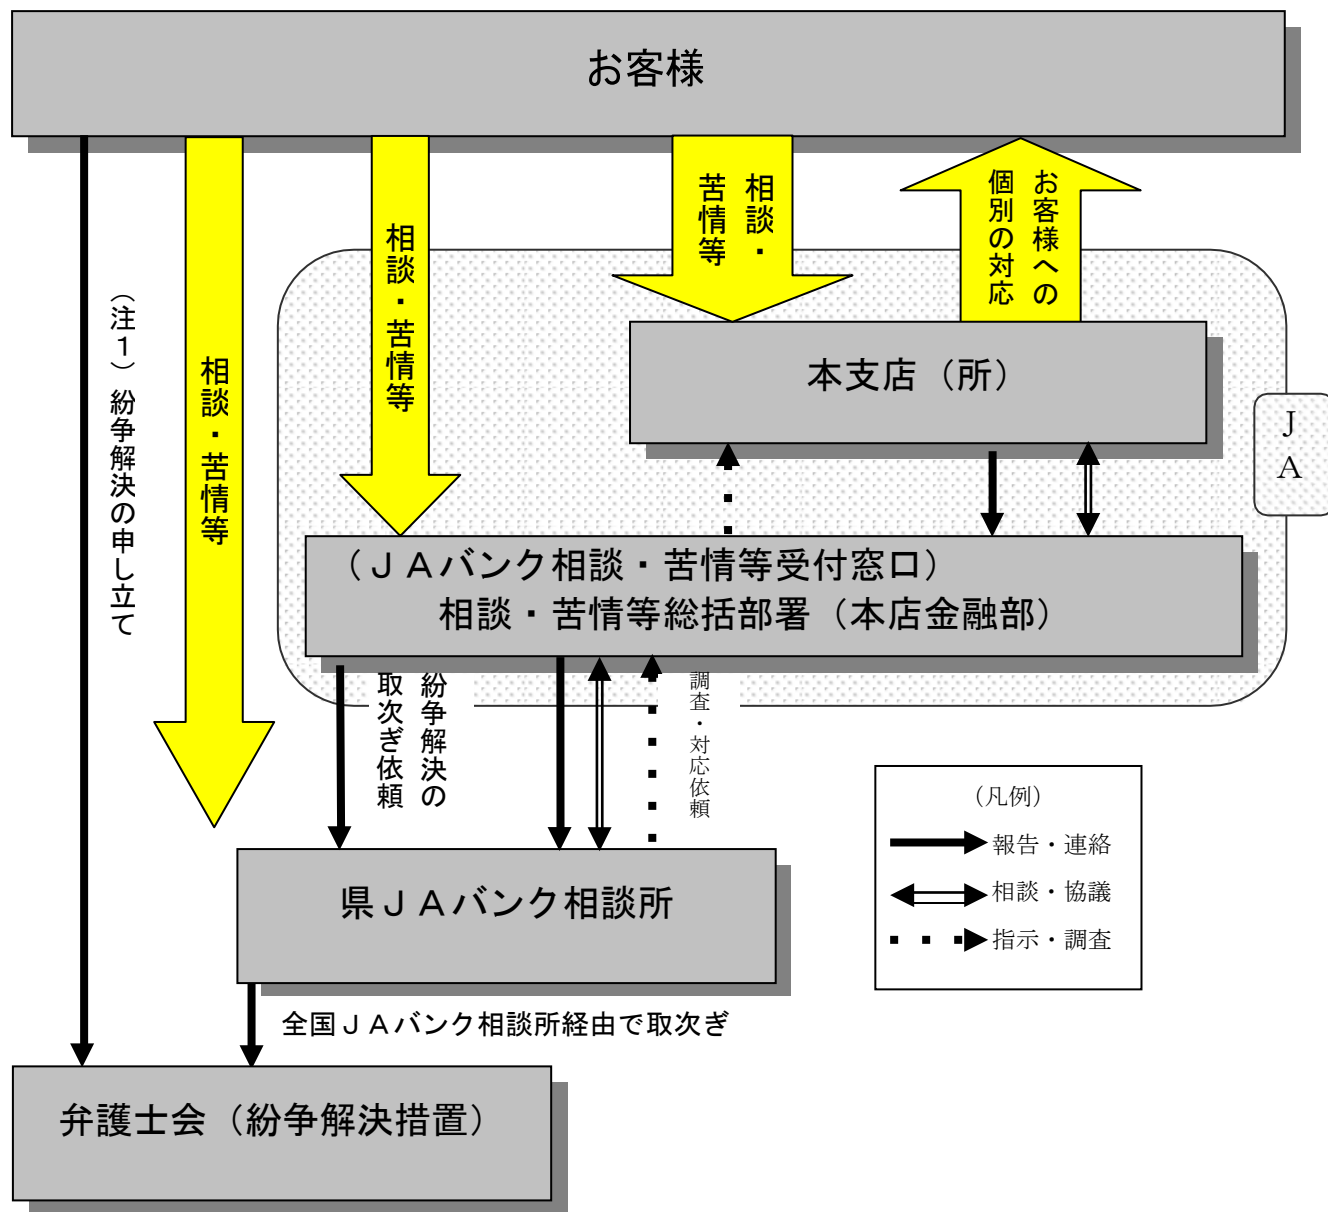 お客様
(注１)紛争解決の申し立て
相談・苦情等
相談・苦情等
相談・
苦情等
お客様への
個別の対応
本支店（所）
ＪＡ
（ＪＡバンク相談・苦情等受付窓口）
相談・苦情等総括部署（本店金融部）
紛争解決の
取次ぎ依頼
調査・対応依頼
（凡例）
報告・連絡
相談・協議
指示・調査
県ＪＡバンク相談所
全国ＪＡバンク相談所経由で取次ぎ
弁護士会（紛争解決措置）